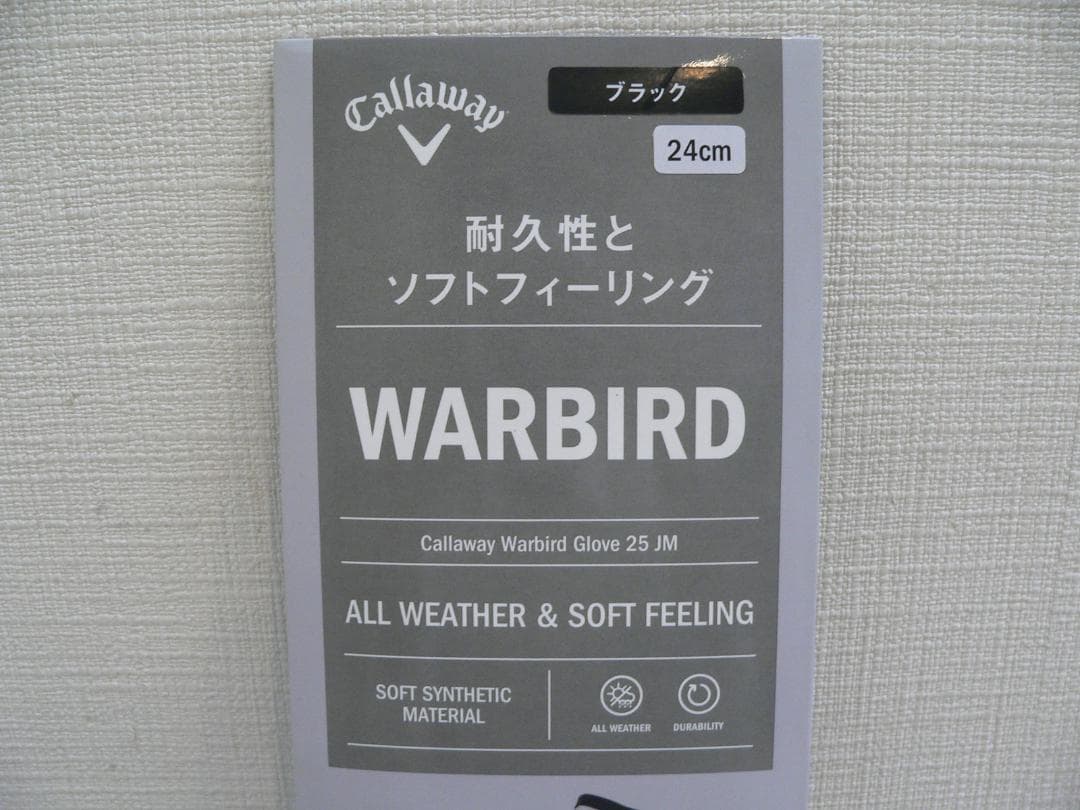 Callaway
ブラック
24cm
耐久性と
ソフトフィーリング
WARBIRD
Callaway Warbird Glove 25 JM
ALL WEATHER & SOFT FEELING
SOFT SYNTHETIC
MATERIAL
ALL WEATHER
DURABILITY